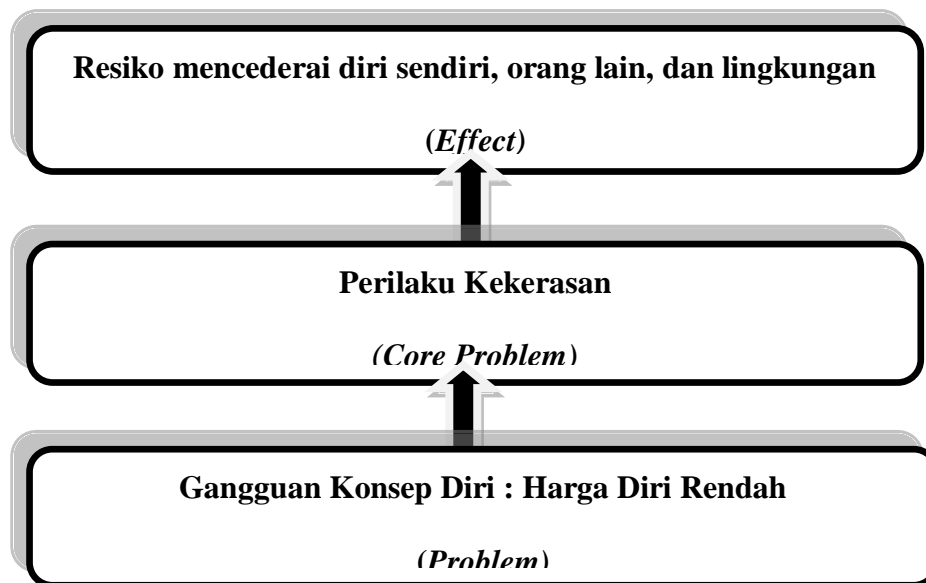 Resiko mencederai diri sendiri, orang lain, dan lingkungan
(Effect)
Perilaku Kekerasan
(Core Problem)
Gangguan Konsep Diri : Harga Diri Rendah
(Problem)